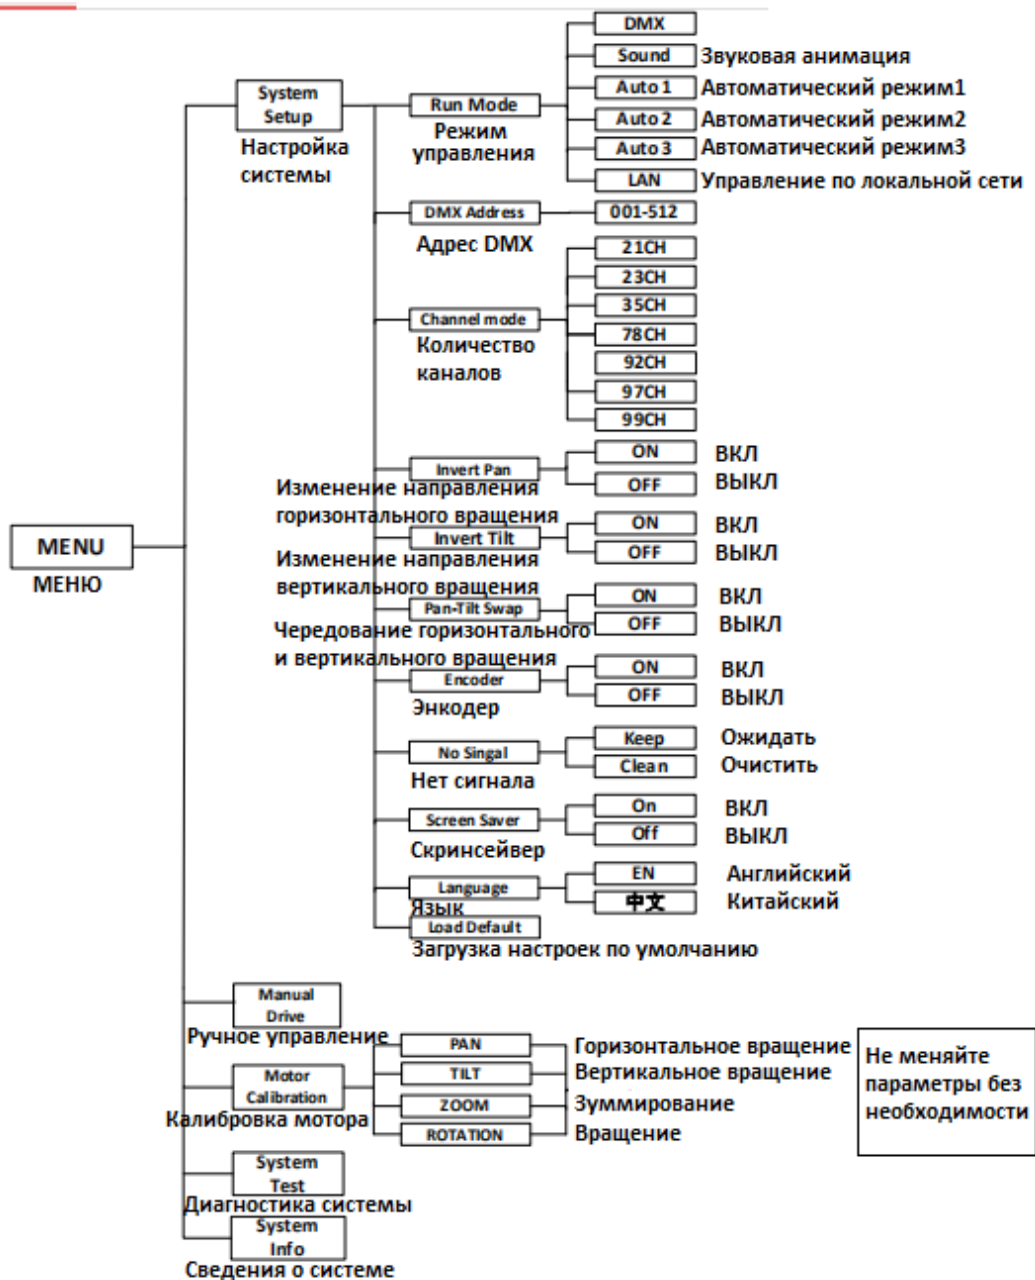 DMX
Sound Звуковая анимация
System
Setup
Настройка
системы
Run Mode
Режим
управления
Auto 1 Автоматический режим1
Auto 2 Автоматический режим2
Auto 3 Автоматический режим3
LAN Управление по локальной сети
DMX Address 001-512
Адрес DMX
Channel mode
Количество
каналов
21CH
23CH
35CH
78CH
92CH
97CH
99CH
Invert Pan
Изменение направления
горизонтального вращения
ON ВКЛ
OFF ВЫКЛ
Invert Tilt
Изменение направления
вертикального вращения
ON ВКЛ
OFF ВЫКЛ
MENU
МЕНЮ
Pan-Tilt Swap
Чередование горизонтального
и вертикального вращения
ON ВКЛ
OFF ВЫКЛ
Encoder
Энкодер
ON ВКЛ
OFF ВЫКЛ
No Singal
Нет сигнала
Keep Ожидать
Clean Очистить
Screen Saver
Скринсейвер
On ВКЛ
Off ВЫКЛ
Language
Язык
EN Английский
中文 Китайский
Load Default
Загрузка настроек по умолчанию
Manual
Drive
Ручное управление
Motor
Calibration
Калибровка мотора
PAN Горизонтальное вращение
TILT Вертикальное вращение
ZOOM Зуммирование
ROTATION Вращение
Не меняйте
параметры без
необходимости
System
Test
Диагностика системы
System
Info
Сведения о системе